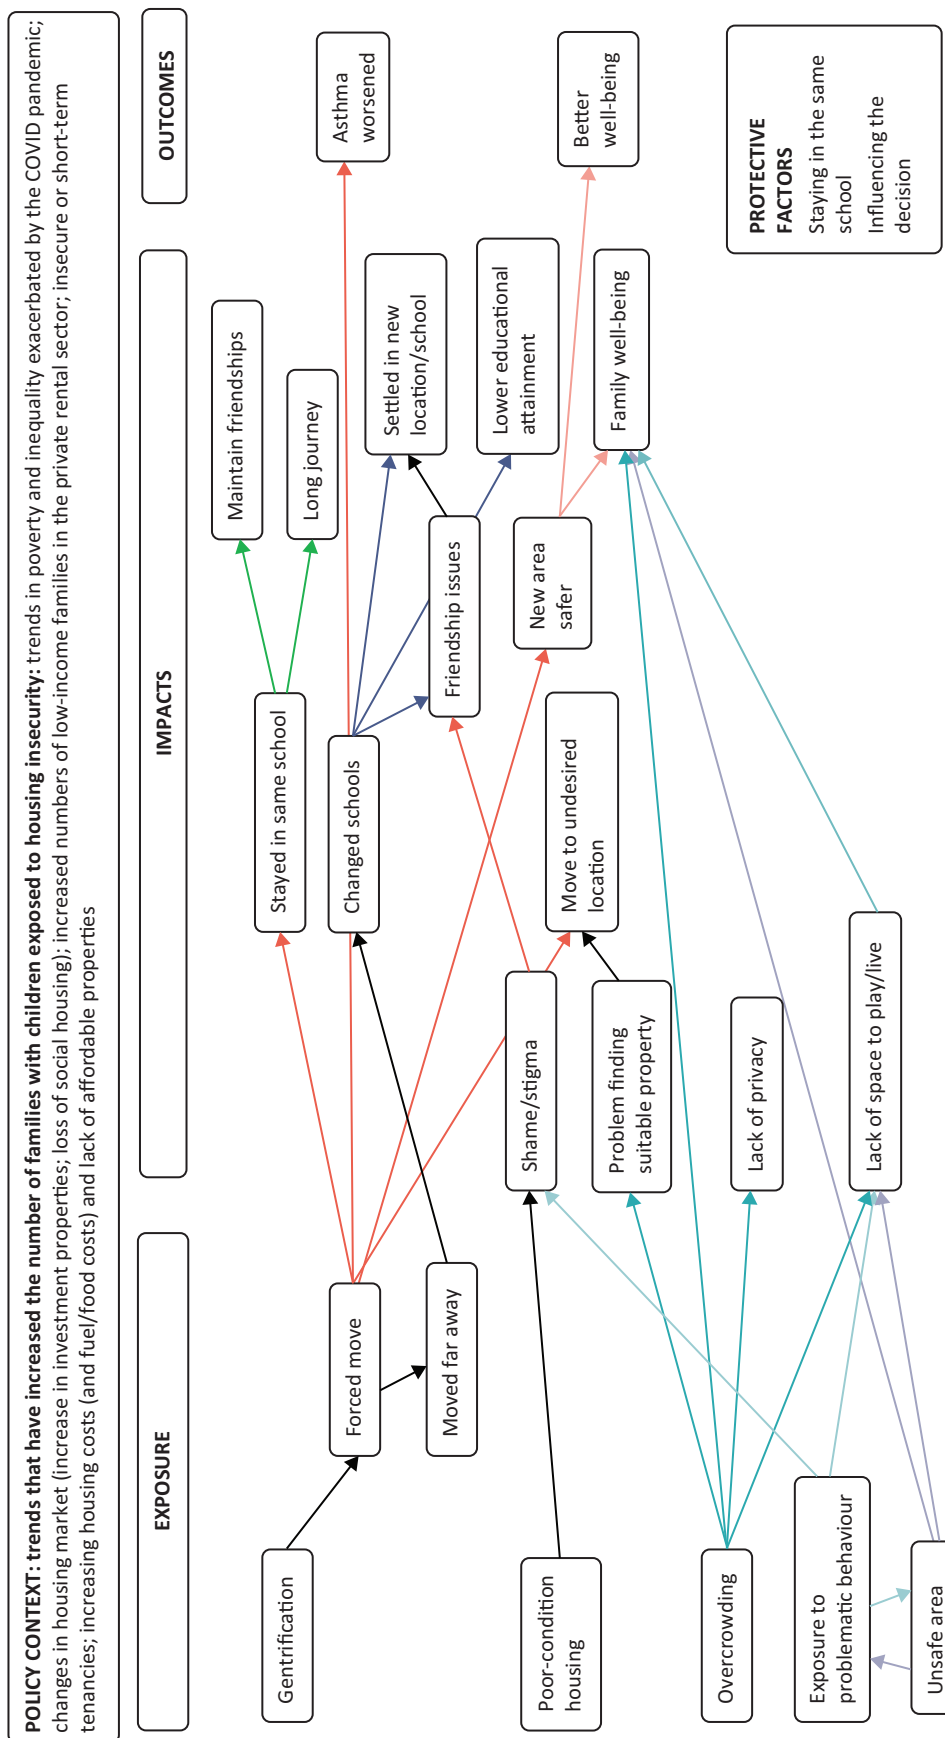 POLICY CONTEXT: trends that have increased the number of families with children exposed to housing insecurity: trends in poverty and inequality exacerbated by the COVID pandemic;
changes in housing market (increase in investment properties; loss of social housing); increased numbers of low-income families in the private rental sector; insecure or short-term
tenancies; increasing housing costs (and fuel/food costs) and lack of affordable properties
EXPOSURE
IMPACTS
OUTCOMES
Gentrification
Forced move
Moved far away
Poor-condition
housing
Overcrowding
Exposure to
problematic behaviour
Unsafe area
Stayed in same school
Changed schools
Shame/stigma
Move to undesired
location
Problem finding
suitable property
Lack of privacy
Lack of space to play/live
Maintain friendships
Long journey
Settled in new
location/school
Friendship issues
Lower educational
attainment
New area
safer
Family well-being
Asthma
worsened
Better
well-being
PROTECTIVE
FACTORS
Staying in the same
school
Influencing the
decision